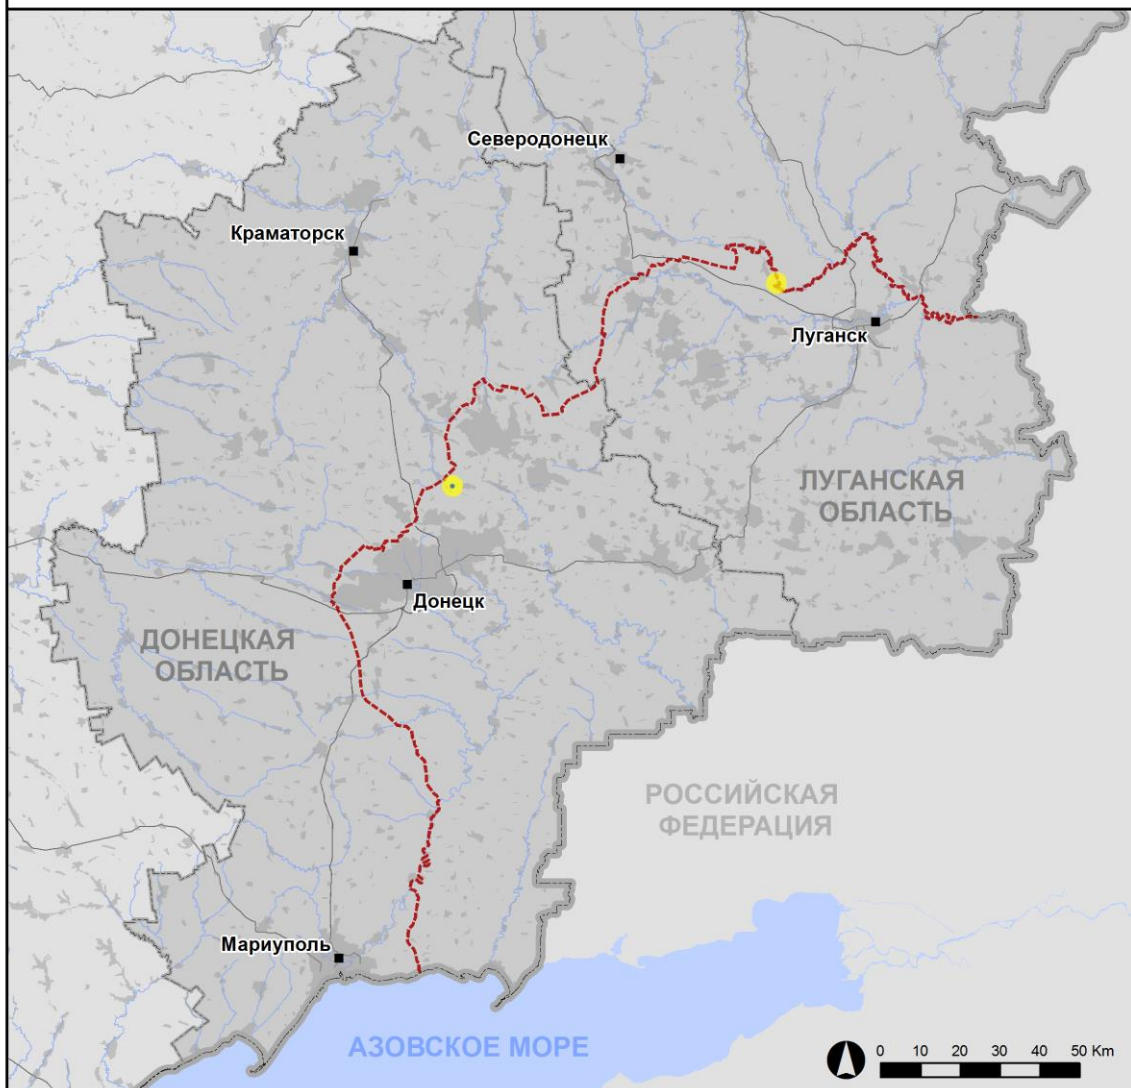 Северодонецк
Краматорск
Луганск
ЛУГАНСКАЯ
ОБЛАСТЬ
Донецк
ДОНЕЦКАЯ
ОБЛАСТЬ
РОССИЙСКАЯ
ФЕДЕРАЦИЯ
Мариуполь
АЗОВСКОЕ МОРЕ
0 10 20 30 40 50 Km